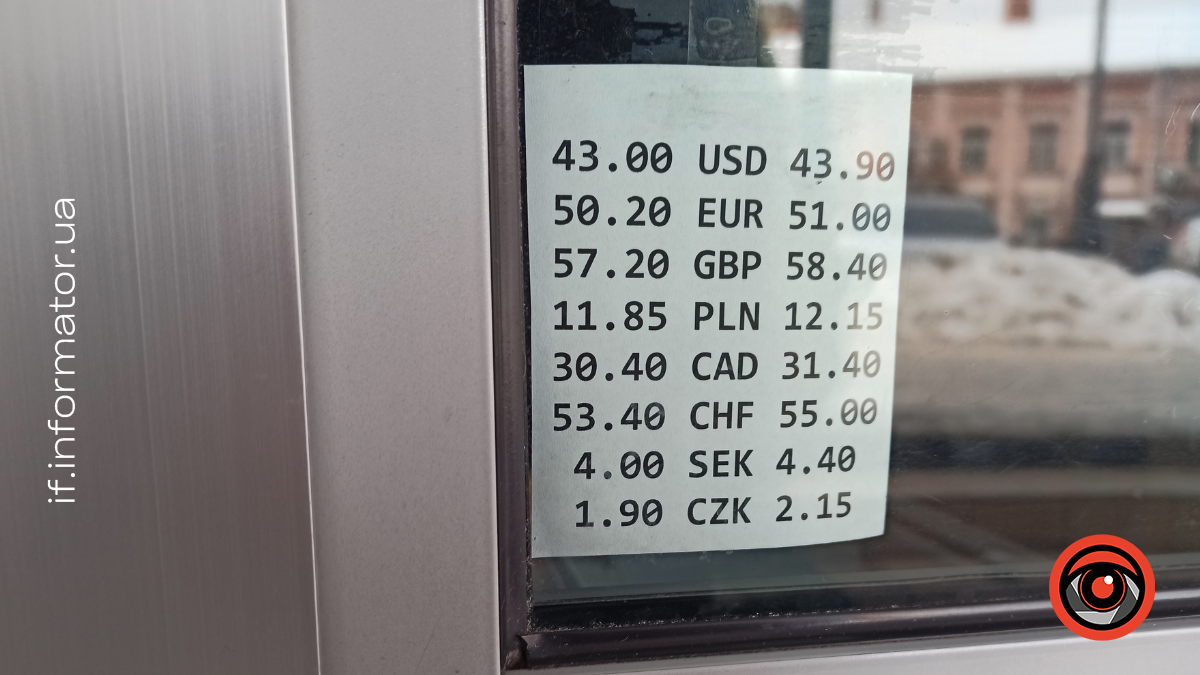 if.informator.ua
43.00 USD 43.90
50.20 EUR 51.00
57.20 GBP 58.40
11.85 PLN 12.15
30.40 CAD 31.40
53.40 CHF 55.00
4.00 SEK 4.40
1.90 CZK 2.15